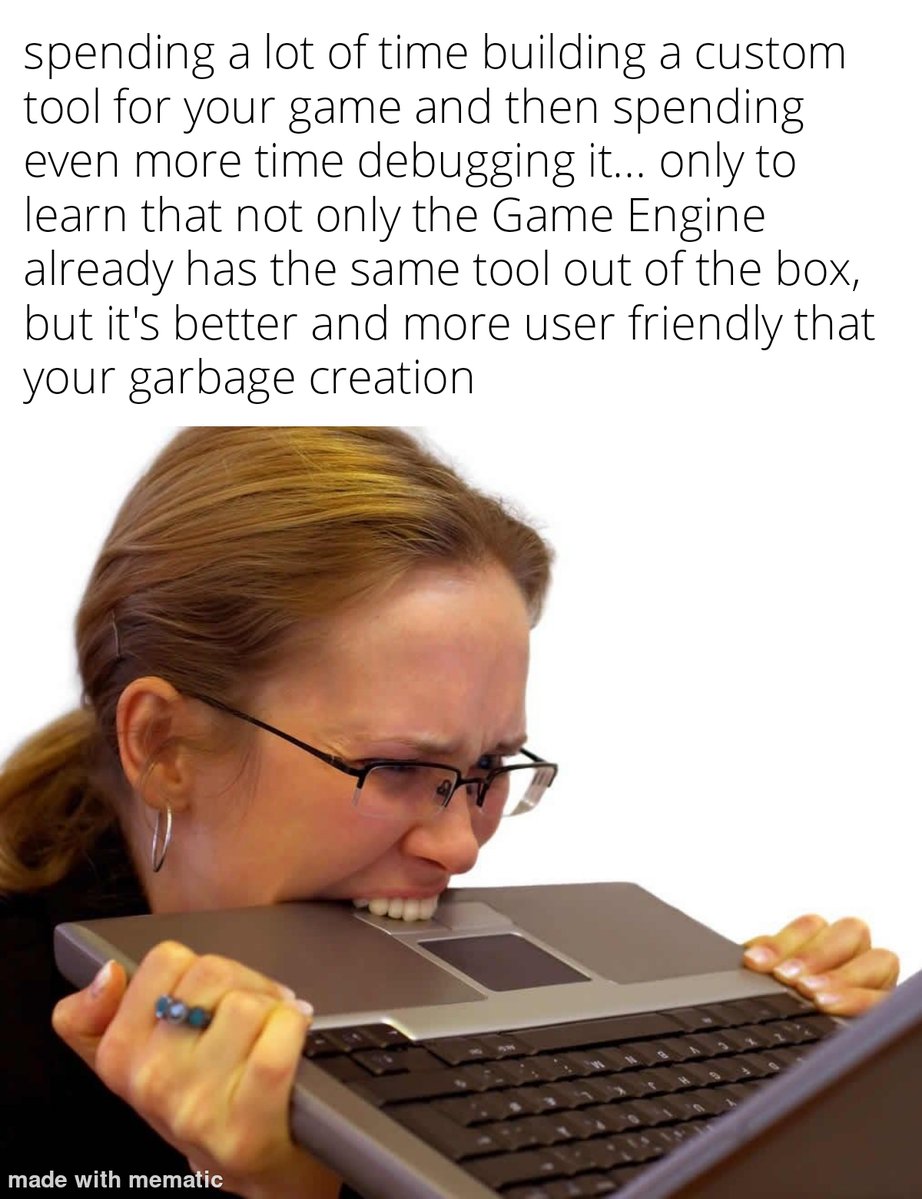 spending a lot of time building a custom
tool for your game and then spending
even more time debugging it... only to
learn that not only the Game Engine
already has the same tool out of the box,
but it's better and more user friendly that
your garbage creation
made with mematic